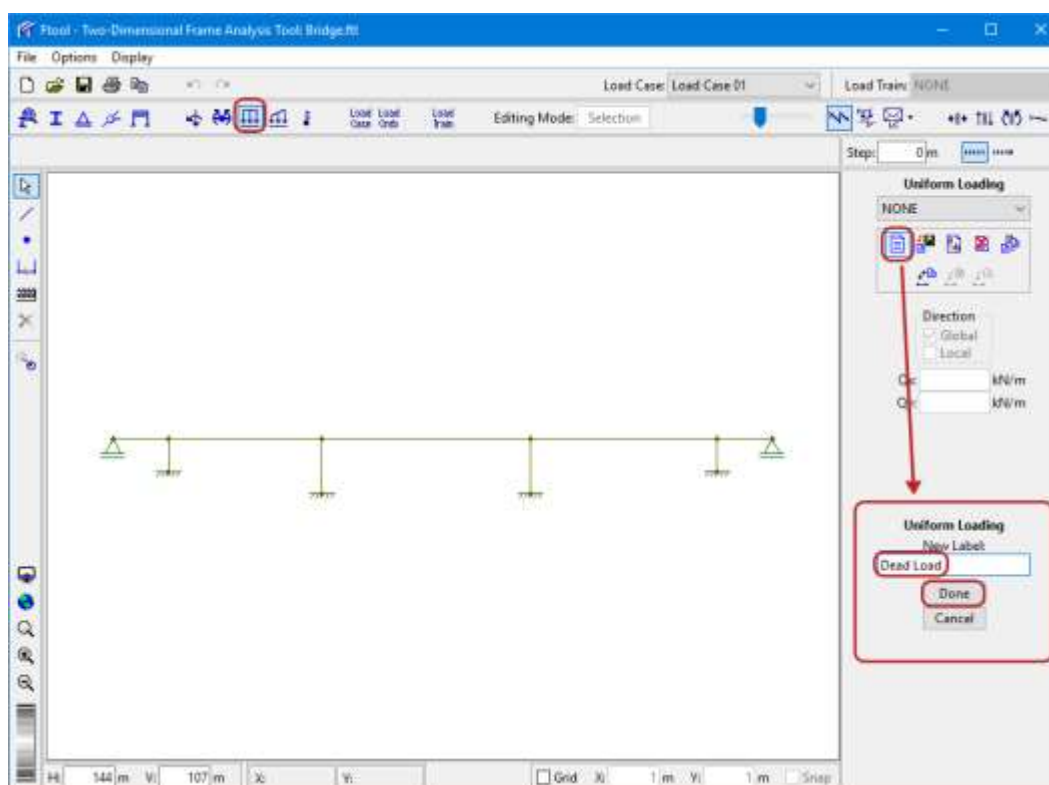 Ftool - Two-Dimensional Frame Analysis Tool: Bridge.ftl
File Options Display
Load Case: Load Case 01 Load Train: NONE
Load Case Load Cmb Load Train Editing Mode: Selection
Step: 0 m
Uniform Loading
NONE
Direction
Global
Local
kN/m
kN/m
Uniform Loading
New Label:
Dead Load
Done
Cancel
H: 144 m V: 107 m X: Y: Grid X: 1 m Y: 1 m Snap